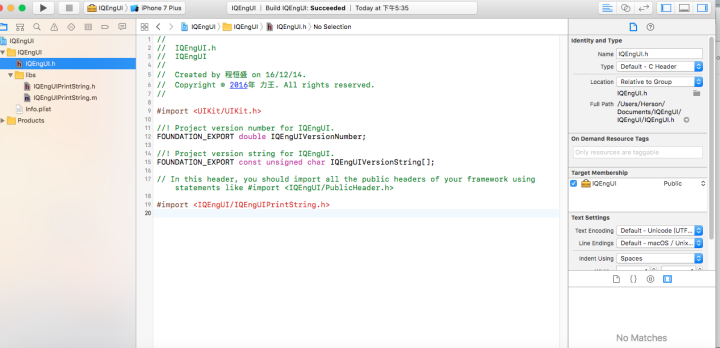 IQEngUI
iPhone 7 Plus
IQEngUI | Build IQEngUI: Succeeded | Today at 下午5:35
IQEngUI
IQEngUI
IQEngUI.h
libs
IQEngUIPrintString.h
IQEngUIPrintString.m
Info.plist
Products
IQEngUI
IQEngUI
IQEngUI.h
No Selection
1 //
2 // IQEngUI.h
3 // IQEngUI
4 //
5 // Created by 程恒盛 on 16/12/14.
6 // Copyright © 2016年 力王. All rights reserved.
7 //
8
9 #import <UIKit/UIKit.h>
10
11 //! Project version number for IQEngUI.
12 FOUNDATION_EXPORT double IQEngUIVersionNumber;
13
14 //! Project version string for IQEngUI.
15 FOUNDATION_EXPORT const unsigned char IQEngUIVersionString[];
16
17 // In this header, you should import all the public headers of your framework using
statements like #import <IQEngUI/PublicHeader.h>
18
19 #import <IQEngUI/IQEngUIPrintString.h>
20
Identity and Type
Name IQEngUI.h
Type Default - C Header
Location Relative to Group
IQEngUI.h
Full Path /Users/Herson/
Documents/IQEngUI/
IQEngUI/IQEngUI.h
On Demand Resource Tags
Only resources are taggable
Target Membership
IQEngUI Public
Text Settings
Text Encoding Default - Unicode (UTF...
Line Endings Default - macOS / Unix...
Indent Using Spaces
No Matches